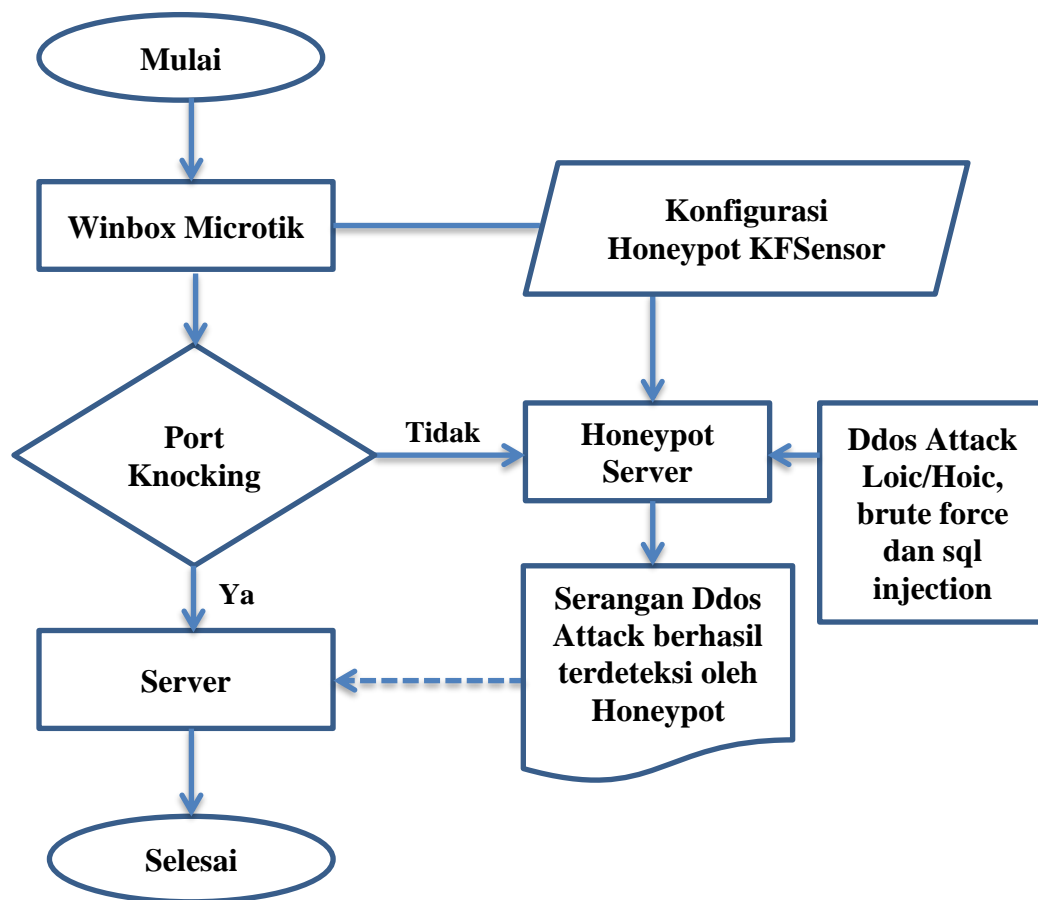 Mulai
Winbox Microtik
Konfigurasi
Honeypot KFSensor
Port
Knocking
Tidak
Honeypot
Server
Ddos Attack
Loic/Hoic,
brute force
dan sql
injection
Ya
Server
Serangan Ddos
Attack berhasil
terdeteksi oleh
Honeypot
Selesai